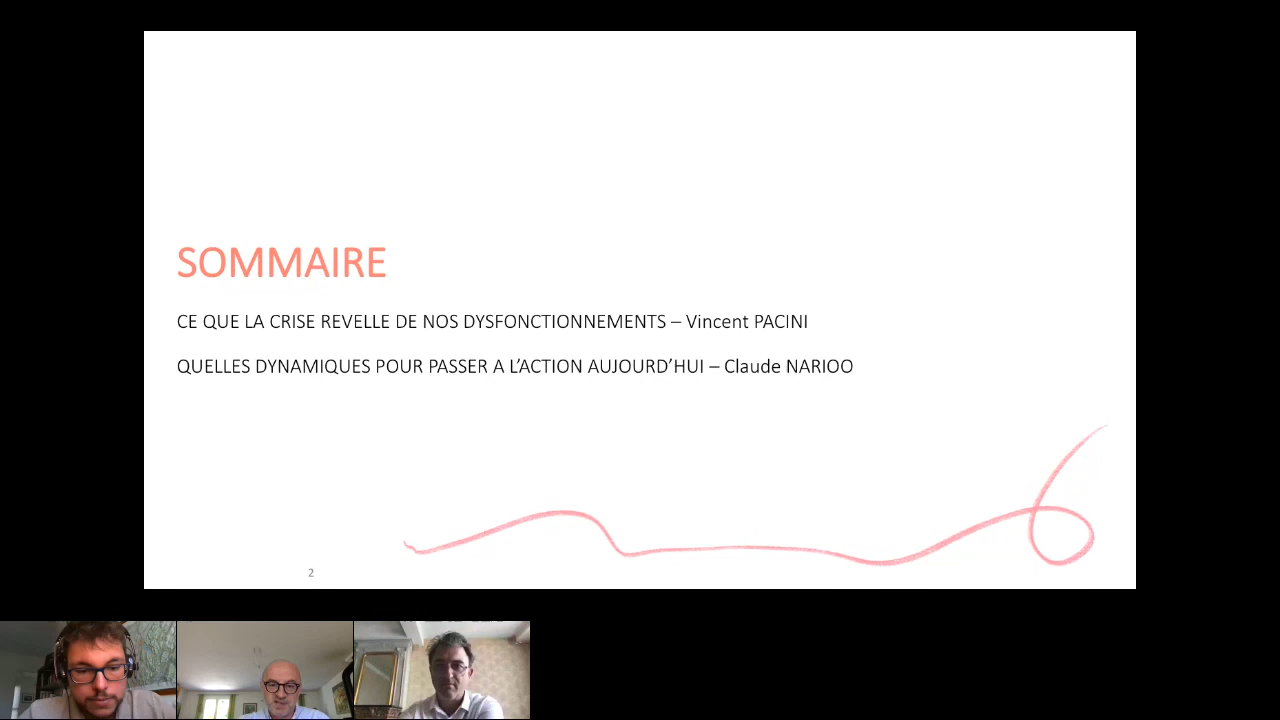 SOMMAIRE
CE QUE LA CRISE REVELLE DE NOS DYSFONCTIONNEMENTS – Vincent PACINI
QUELLES DYNAMIQUES POUR PASSER A L’ACTION AUJOURD’HUI – Claude NARIOO
2